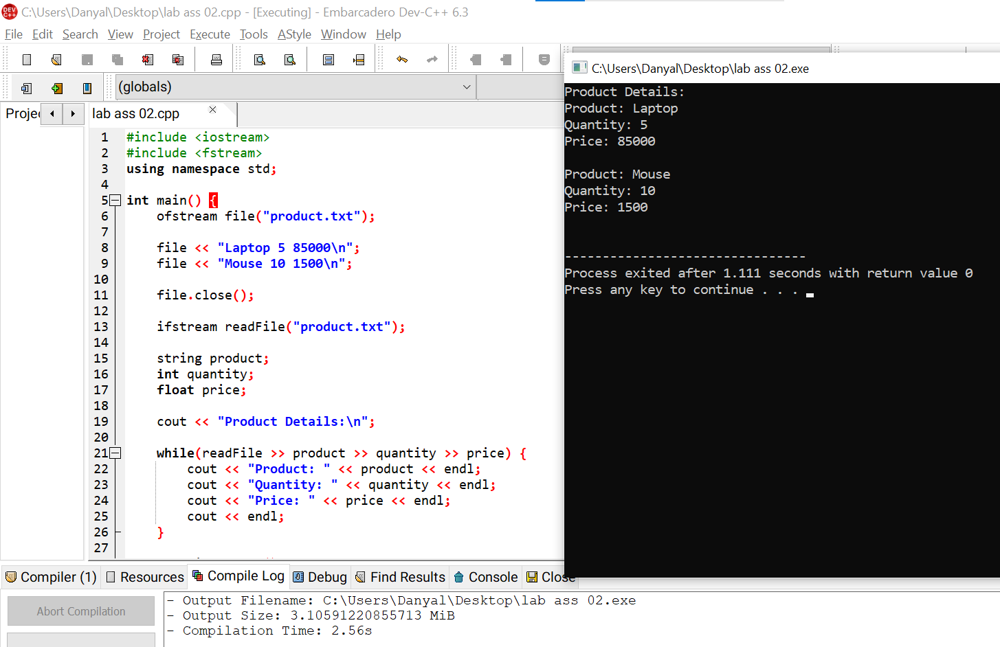 C:\Users\Danyal\Desktop\lab ass 02.cpp - [Executing] - Embarcadero Dev-C++ 6.3
File Edit Search View Project Execute Tools AStyle Window Help
(globals)
Projec
lab ass 02.cpp
1 #include <iostream>
2 #include <fstream>
3 using namespace std;
4
5 int main() {
6 ofstream file("product.txt");
7
8 file << "Laptop 5 85000\n";
9 file << "Mouse 10 1500\n";
10
11 file.close();
12
13 ifstream readFile("product.txt");
14
15 string product;
16 int quantity;
17 float price;
18
19 cout << "Product Details:\n";
20
21 while(readFile >> product >> quantity >> price) {
22 cout << "Product: " << product << endl;
23 cout << "Quantity: " << quantity << endl;
24 cout << "Price: " << price << endl;
25 cout << endl;
26 }
27
C:\Users\Danyal\Desktop\lab ass 02.exe
Product Details:
Product: Laptop
Quantity: 5
Price: 85000
Product: Mouse
Quantity: 10
Price: 1500
--------------------------------
Process exited after 1.111 seconds with return value 0
Press any key to continue . . .
Compiler (1) Resources Compile Log Debug Find Results Console Close
Abort Compilation
- Output Filename: C:\Users\Danyal\Desktop\lab ass 02.exe
- Output Size: 3.10591220855713 MiB
- Compilation Time: 2.56s